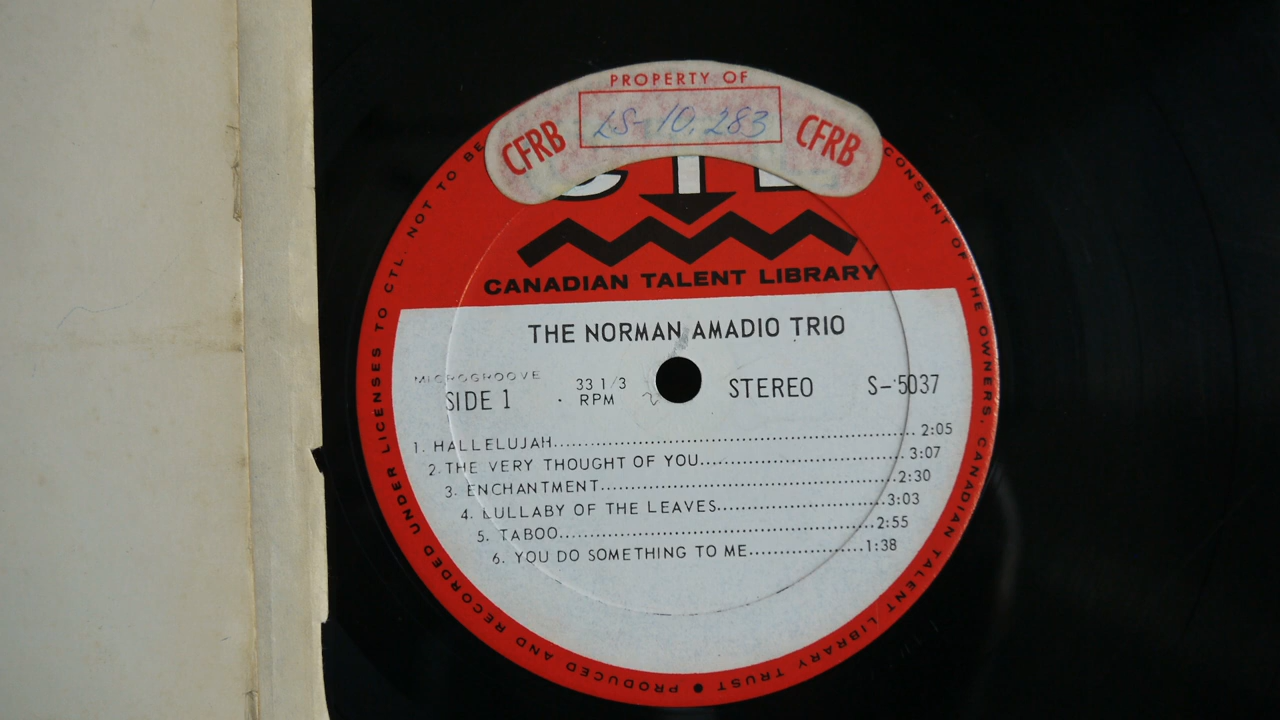 PROPERTY OF
CFRB LS-10.283 CFRB
CTL
CANADIAN TALENT LIBRARY
THE NORMAN AMADIO TRIO
MICROGROOVE
SIDE 1 · 33 1/3 RPM STEREO S-5037
1. HALLELUJAH 2:05
2. THE VERY THOUGHT OF YOU 3:07
3. ENCHANTMENT 2:30
4. LULLABY OF THE LEAVES 3:03
5. TABOO 2:55
6. YOU DO SOMETHING TO ME 1:38
PRODUCED AND RECORDED UNDER LICENSES TO CTL. NOT TO BE
CONSENT OF THE OWNERS. CANADIAN TALENT LIBRARY TRUST